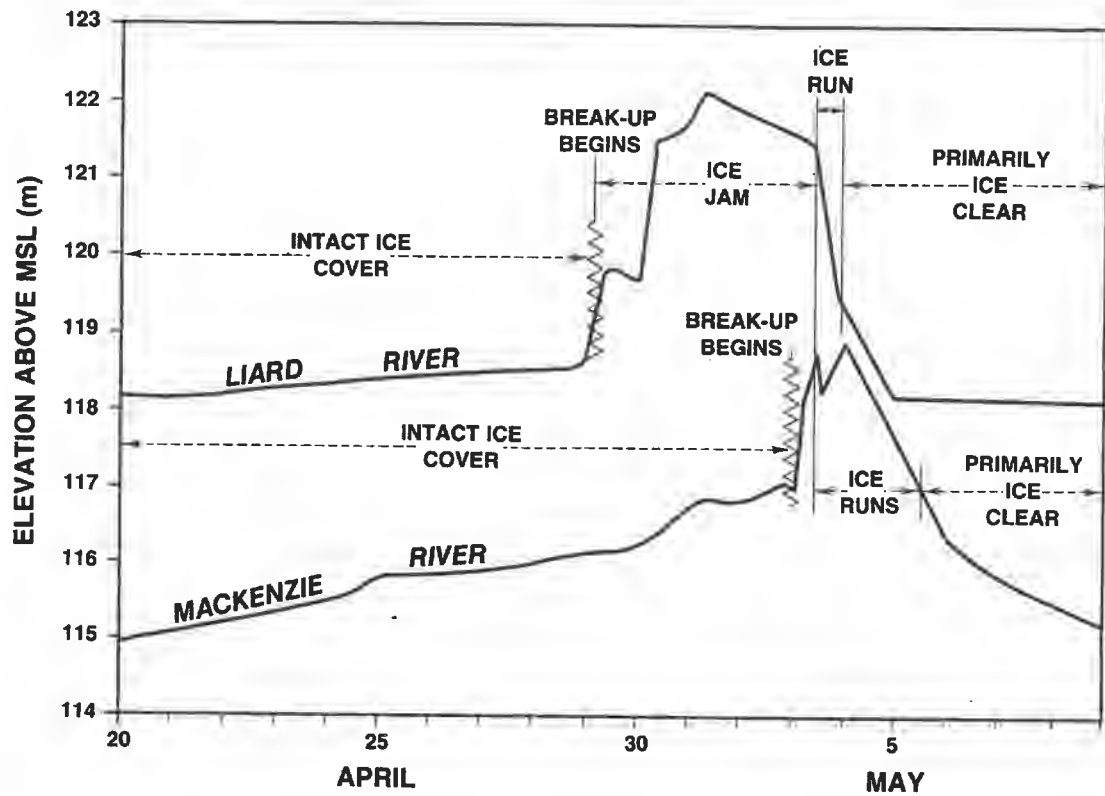 123
122
121
120
119
118
117
116
115
114
ELEVATION ABOVE MSL (m)
ICE
RUN
BREAK-UP
BEGINS
ICE
JAM
PRIMARILY
ICE
CLEAR
INTACT ICE
COVER
BREAK-UP
BEGINS
LIARD RIVER
INTACT ICE
COVER
ICE
RUNS
PRIMARILY
ICE
CLEAR
MACKENZIE RIVER
20
25
30
5
APRIL
MAY